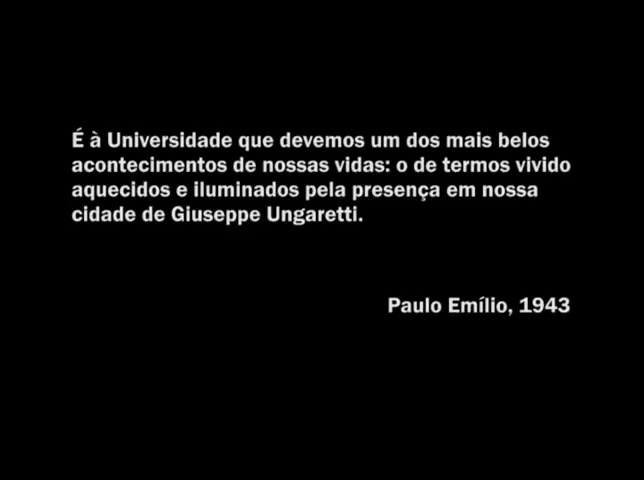 É à Universidade que devemos um dos mais belos
acontecimentos de nossas vidas: o de termos vivido
aquecidos e iluminados pela presença em nossa
cidade de Giuseppe Ungaretti.
Paulo Emílio, 1943